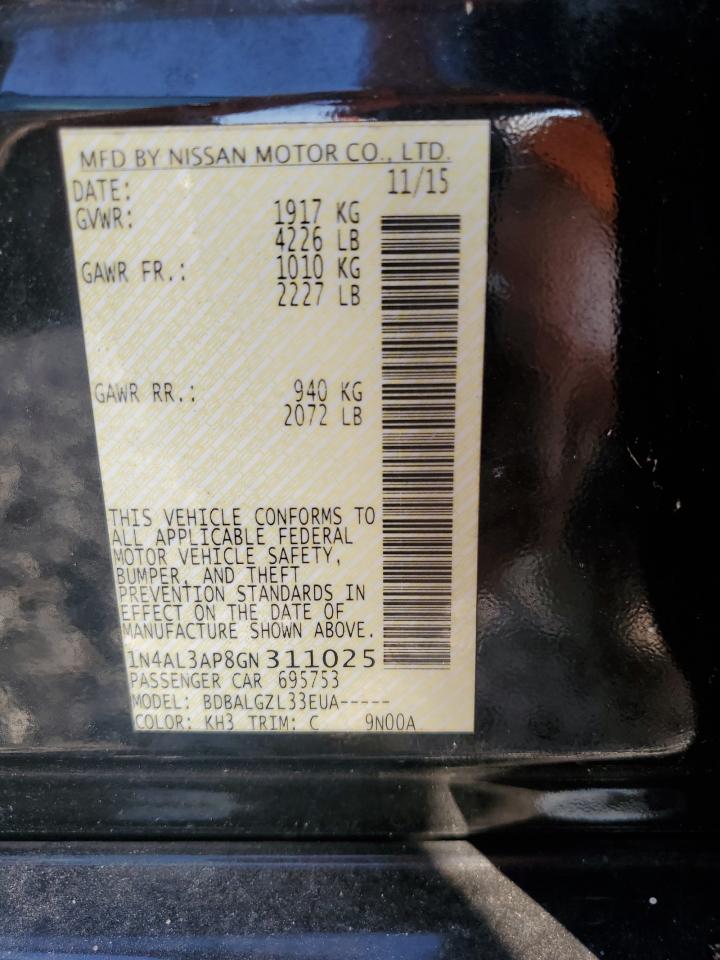 MFD BY NISSAN MOTOR CO., LTD.
DATE: 11/15
GVWR: 1917 KG
4226 LB
GAWR FR.: 1010 KG
2227 LB
GAWR RR.: 940 KG
2072 LB
THIS VEHICLE CONFORMS TO
ALL APPLICABLE FEDERAL
MOTOR VEHICLE SAFETY,
BUMPER, AND THEFT
PREVENTION STANDARDS IN
EFFECT ON THE DATE OF
MANUFACTURE SHOWN ABOVE.
1N4AL3AP8GN311025
PASSENGER CAR 695753
MODEL: BDBALGZL33EUA-----
COLOR: KH3 TRIM: C 9N00A